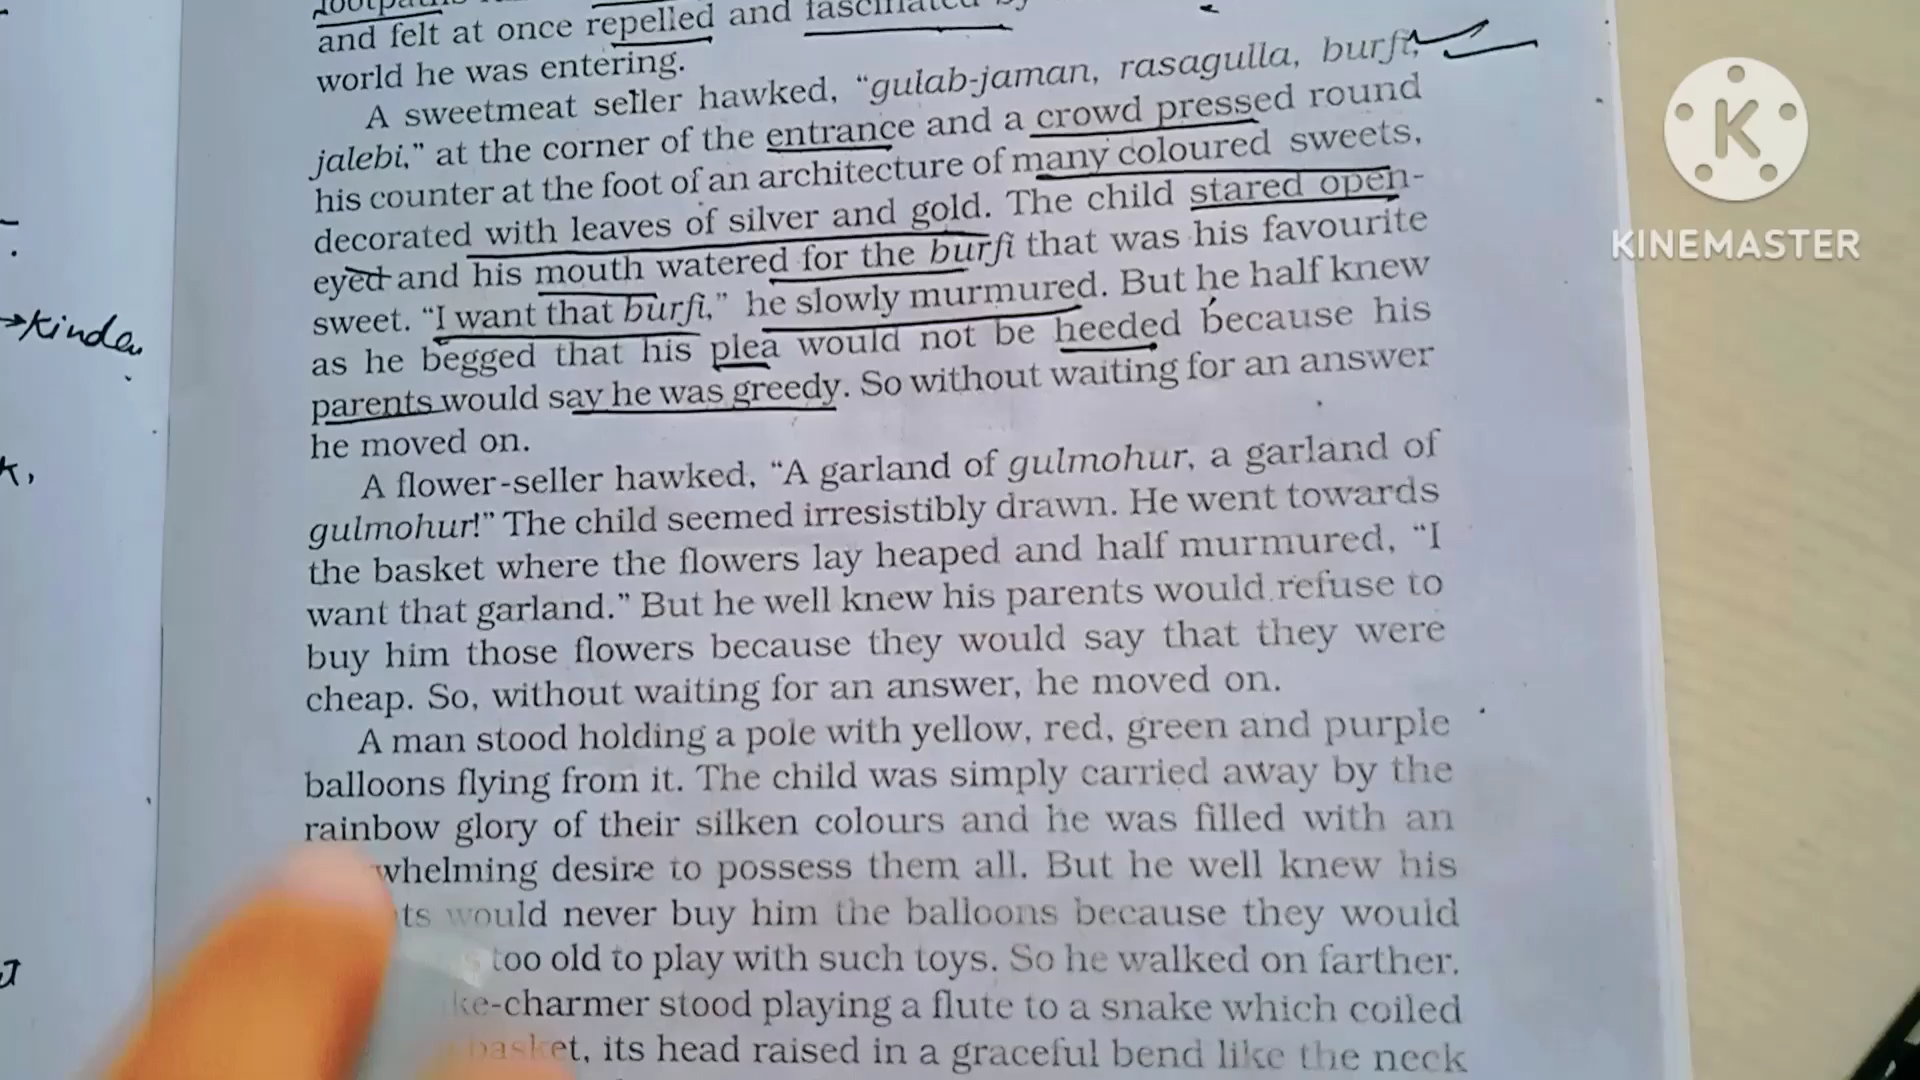 and felt at once repelled and fascinated by
world he was entering.
A sweetmeat seller hawked, “gulab-jaman, rasagulla, burfi,
jalebi,” at the corner of the entrance and a crowd pressed round
his counter at the foot of an architecture of many coloured sweets,
decorated with leaves of silver and gold. The child stared open-
eyed and his mouth watered for the burfi that was his favourite
sweet. “I want that burfi,” he slowly murmured. But he half knew
as he begged that his plea would not be heeded because his
parents would say he was greedy. So without waiting for an answer
he moved on.
A flower-seller hawked, “A garland of gulmohur, a garland of
gulmohur!” The child seemed irresistibly drawn. He went towards
the basket where the flowers lay heaped and half murmured, “I
want that garland.” But he well knew his parents would refuse to
buy him those flowers because they would say that they were
cheap. So, without waiting for an answer, he moved on.
A man stood holding a pole with yellow, red, green and purple
balloons flying from it. The child was simply carried away by the
rainbow glory of their silken colours and he was filled with an
whelming desire to possess them all. But he well knew his
ts would never buy him the balloons because they would
too old to play with such toys. So he walked on farther.
ke-charmer stood playing a flute to a snake which coiled
basket, its head raised in a graceful bend like the neck
K
KINEMASTER